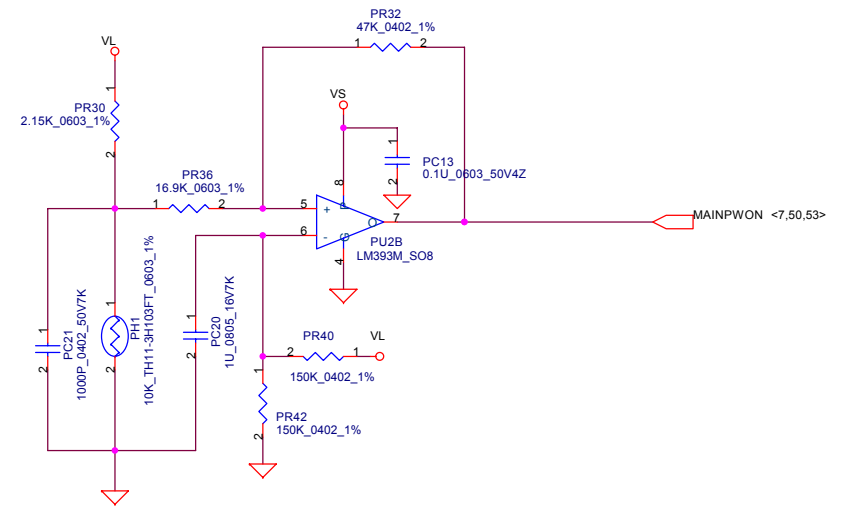 PR32
47K_0402_1%
1
2
VL
1
PR30
2.15K_0603_1%
2
VS
1
PC13
0.1U_0603_50V4Z
2
PR36
16.9K_0603_1%
1
2
8
5
+
P
O
7
6
-
G
4
PU2B
LM393M_SO8
MAINPWON <7,50,53>
1
PC21
1000P_0402_50V7K
2
1
PH1
10K_TH11-3H103FT_0603_1%
2
1
PC20
1U_0805_16V7K
2
PR40
VL
2
1
150K_0402_1%
1
PR42
150K_0402_1%
2